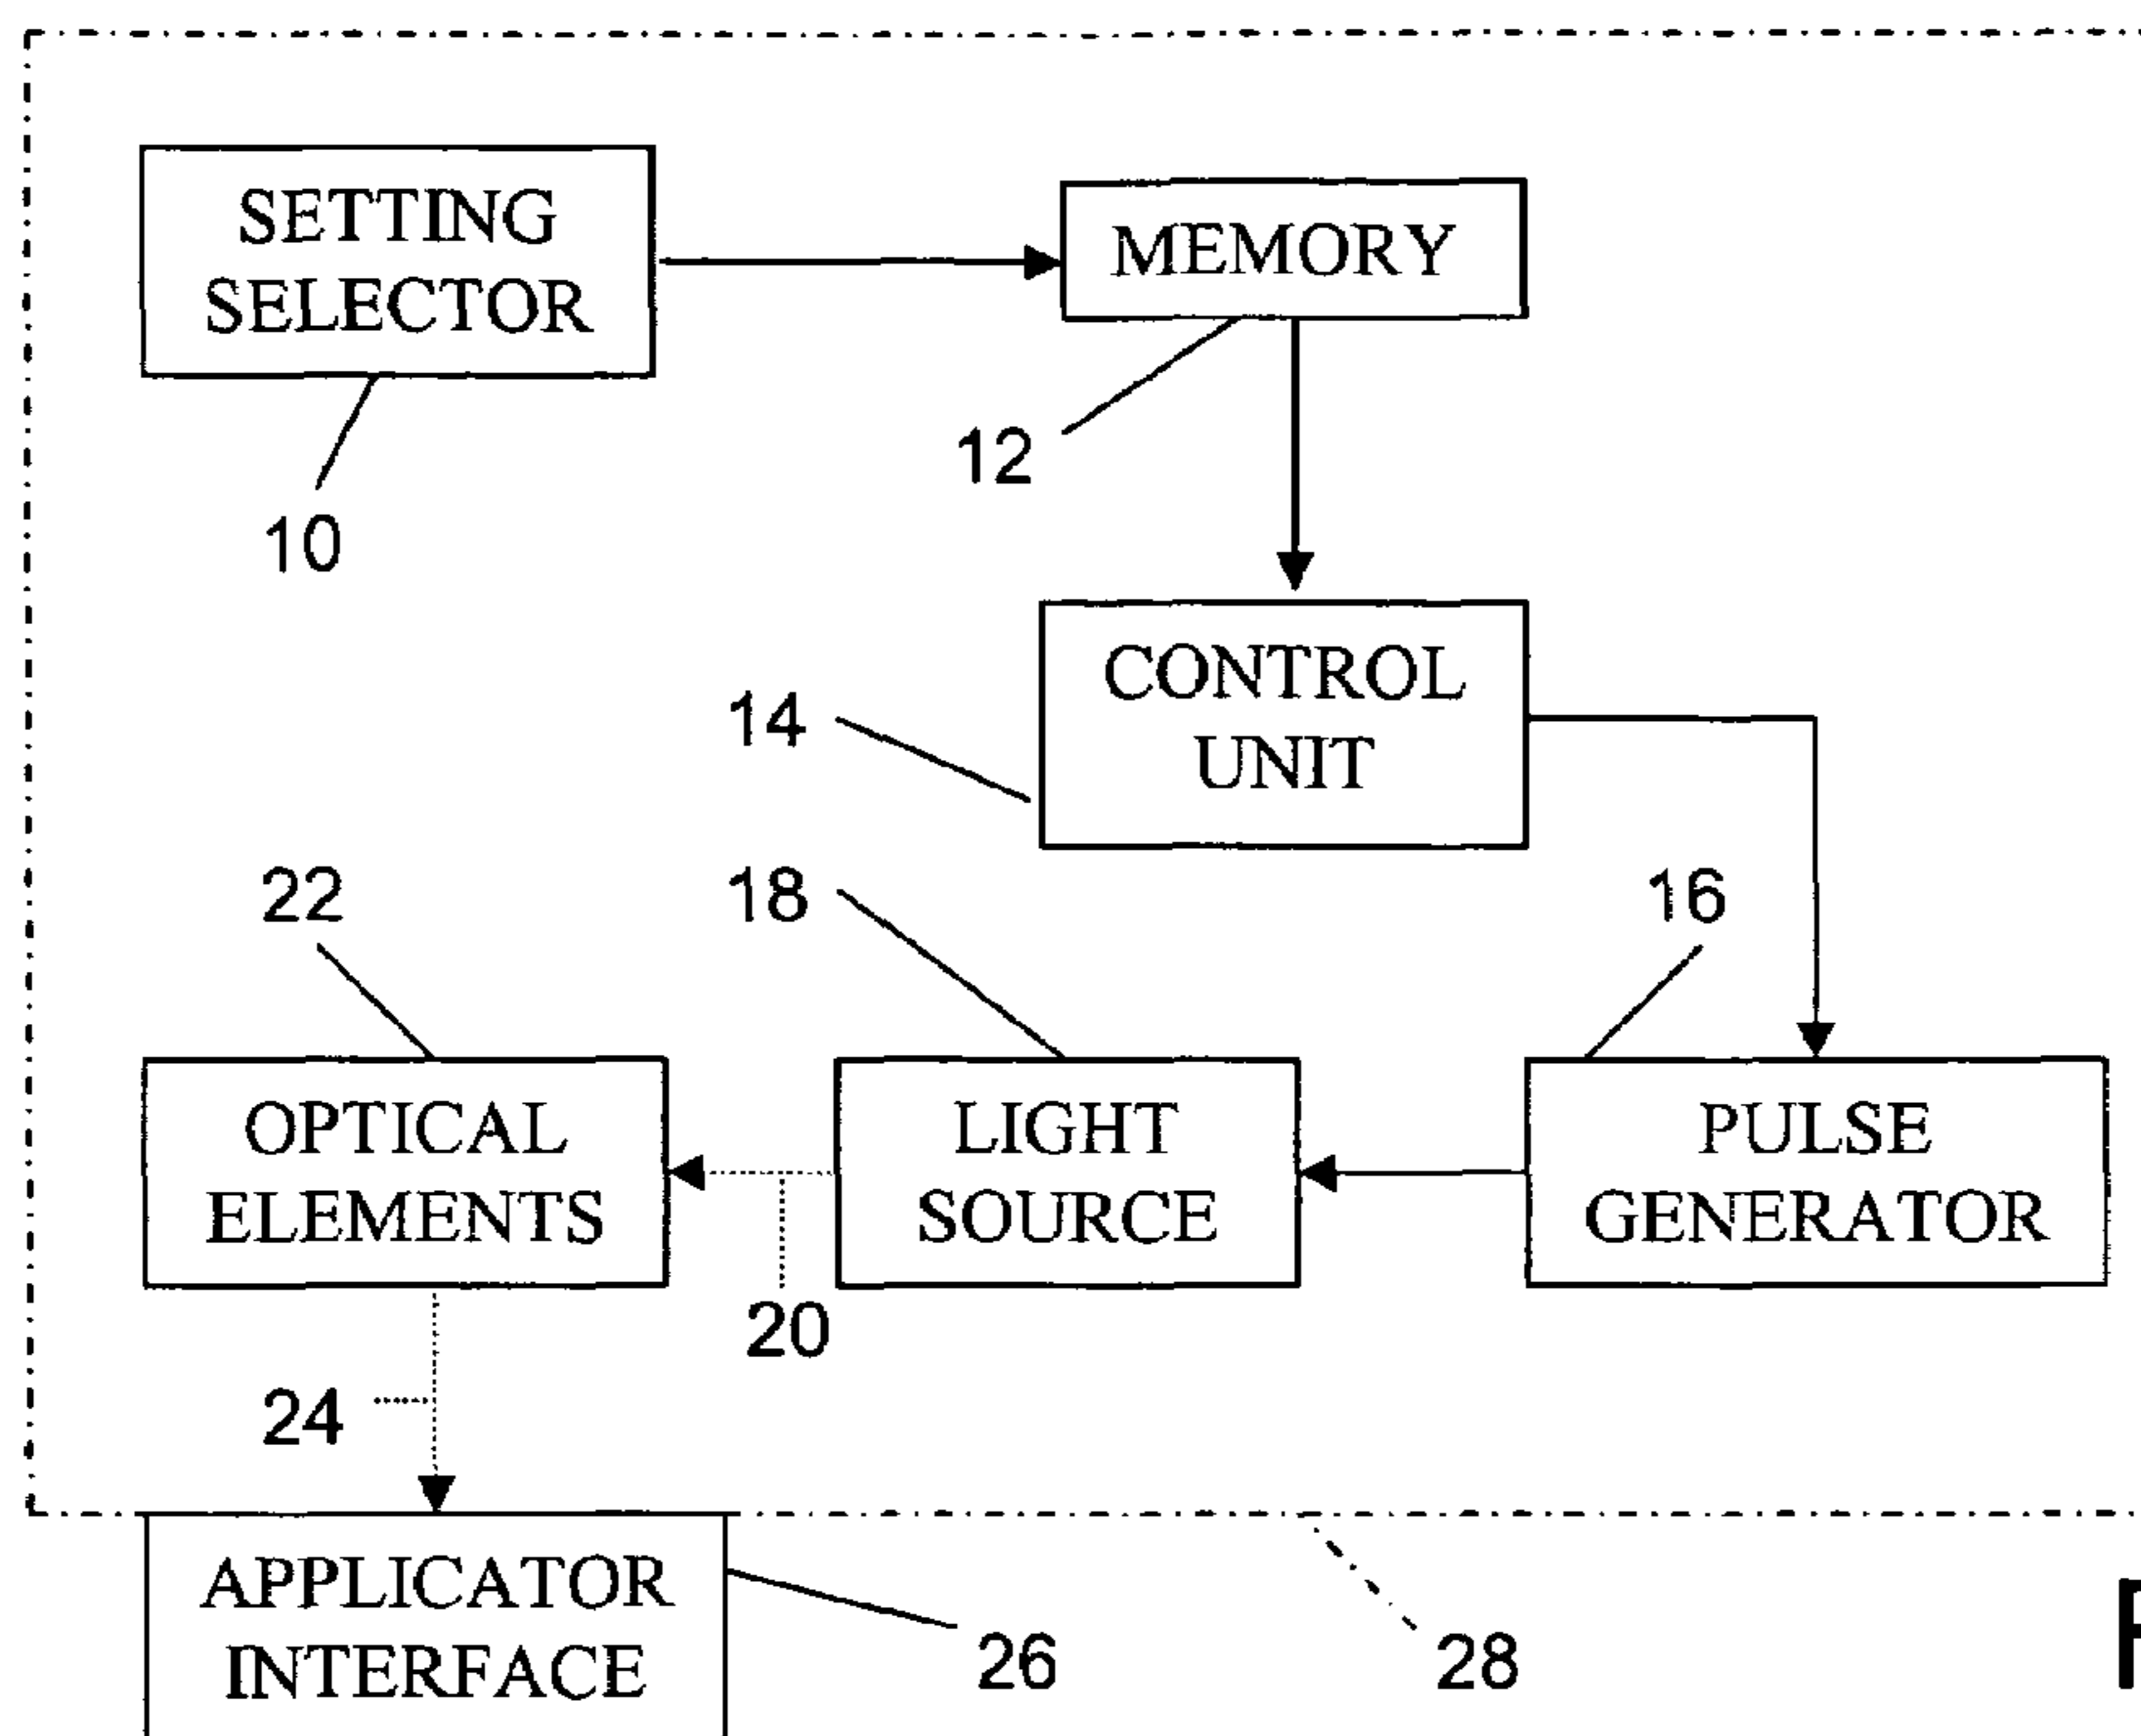 SETTING
SELECTOR
MEMORY
12
10
CONTROL
UNIT
14
22
18
16
OPTICAL
ELEMENTS
LIGHT
SOURCE
PULSE
GENERATOR
20
24
APPLICATOR
INTERFACE
26
28